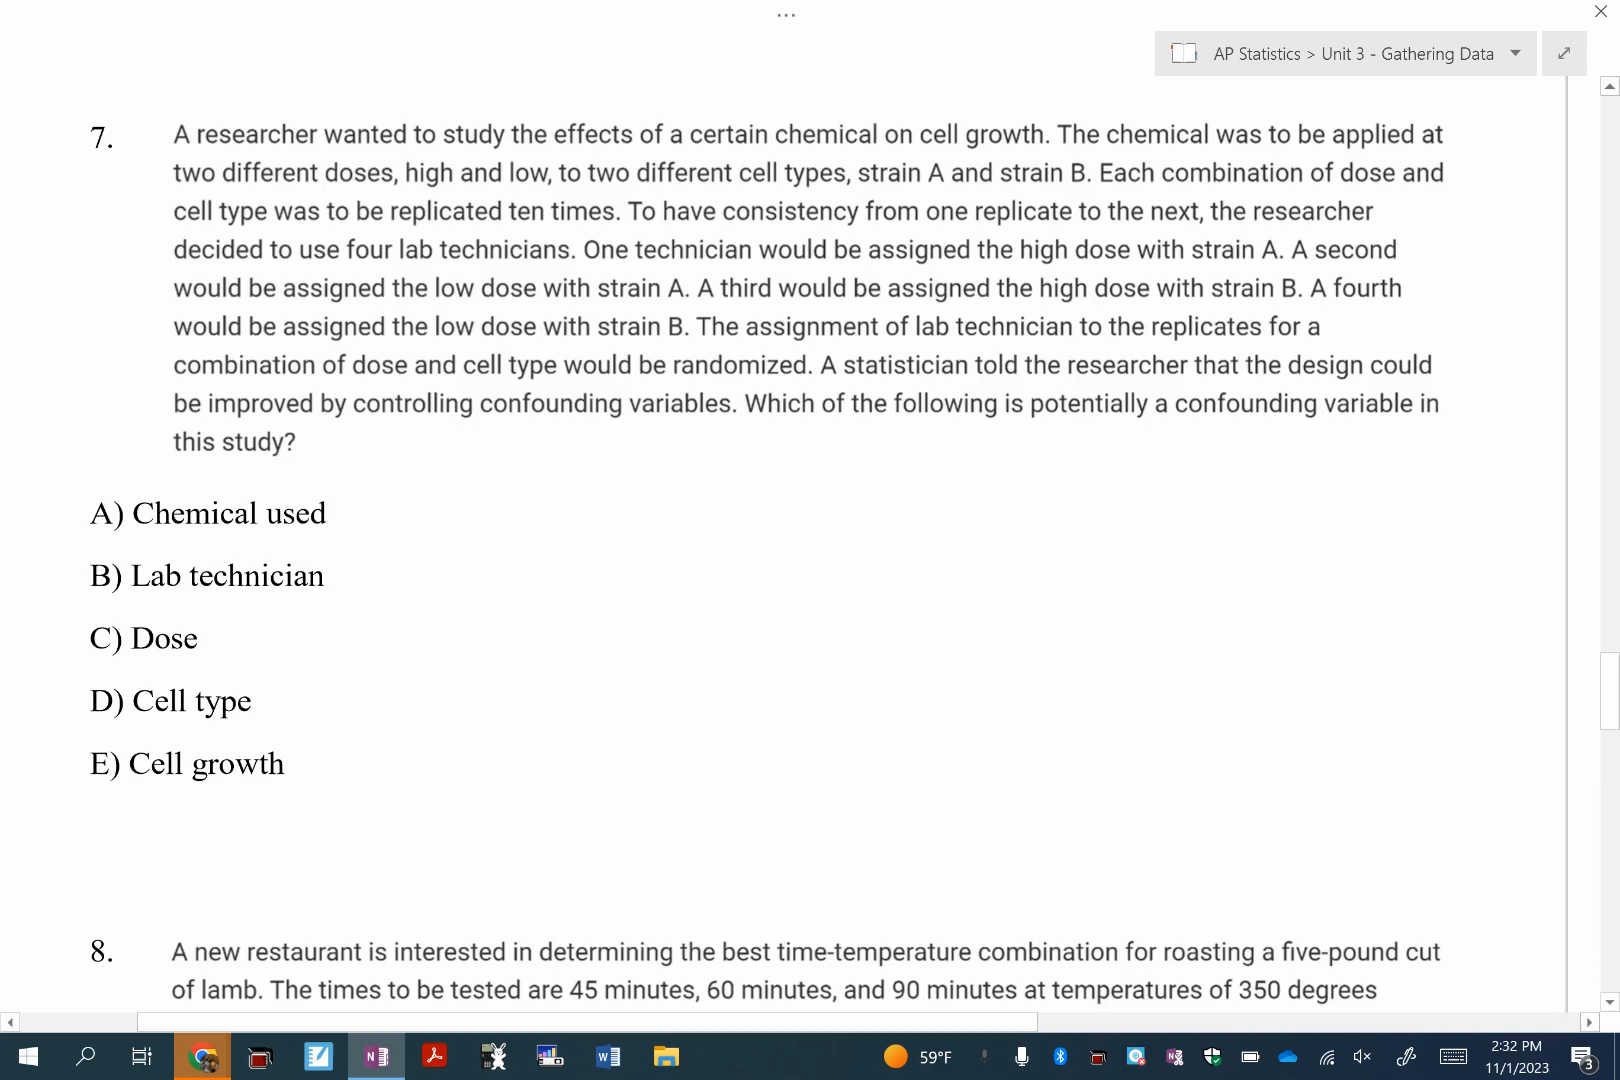 ...
AP Statistics > Unit 3 - Gathering Data
7.
A researcher wanted to study the effects of a certain chemical on cell growth. The chemical was to be applied at
two different doses, high and low, to two different cell types, strain A and strain B. Each combination of dose and
cell type was to be replicated ten times. To have consistency from one replicate to the next, the researcher
decided to use four lab technicians. One technician would be assigned the high dose with strain A. A second
would be assigned the low dose with strain A. A third would be assigned the high dose with strain B. A fourth
would be assigned the low dose with strain B. The assignment of lab technician to the replicates for a
combination of dose and cell type would be randomized. A statistician told the researcher that the design could
be improved by controlling confounding variables. Which of the following is potentially a confounding variable in
this study?
A) Chemical used
B) Lab technician
C) Dose
D) Cell type
E) Cell growth
8.
A new restaurant is interested in determining the best time-temperature combination for roasting a five-pound cut
of lamb. The times to be tested are 45 minutes, 60 minutes, and 90 minutes at temperatures of 350 degrees
59°F
2:32 PM
11/1/2023
3